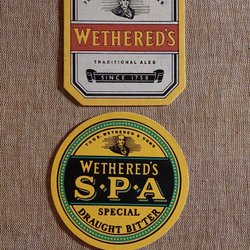 WETHERED'S
TRADITIONAL ALES
SINCE 1758
THOS. WETHERED & SONS
WETHERED'S
S·P·A
SPECIAL
DRAUGHT BITTER